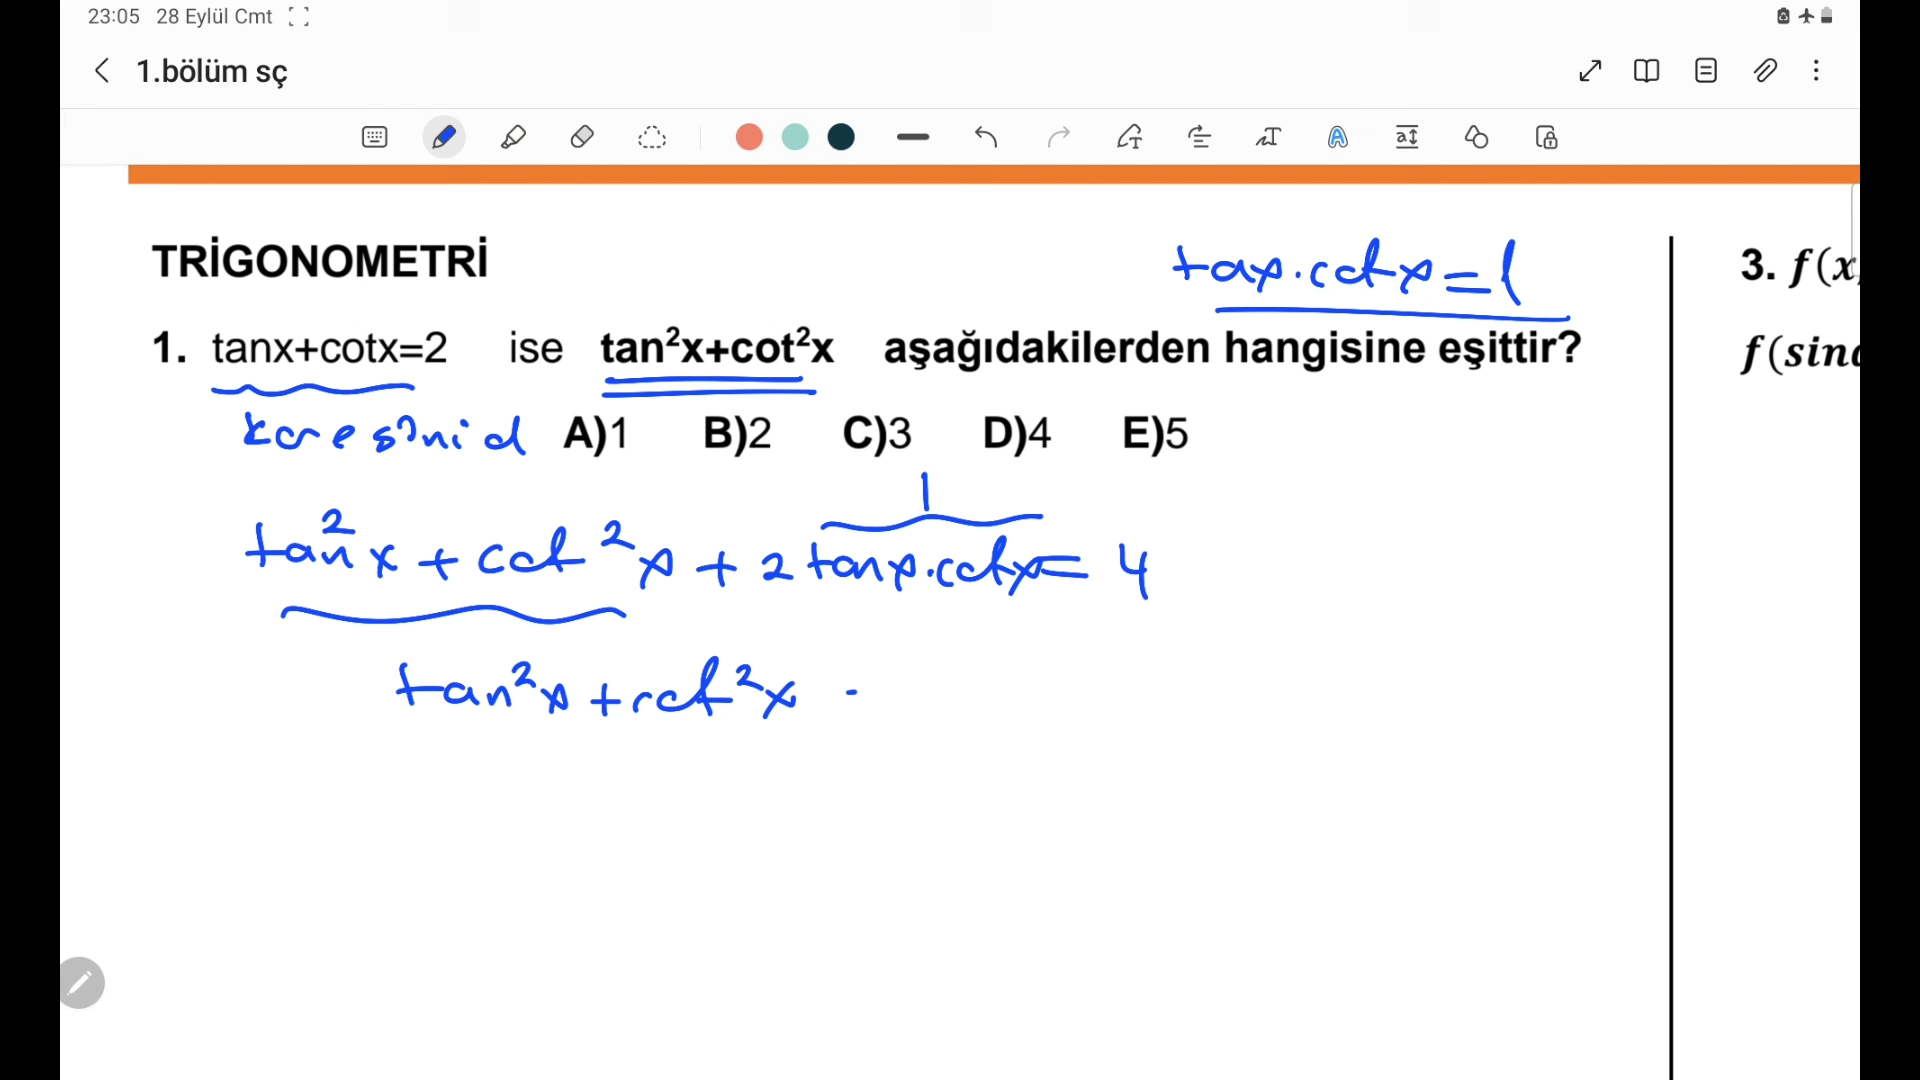 23:05 28 Eylül Cmt
1.bölüm sç
TRİGONOMETRİ
tax.cotx=1
1. tanx+cotx=2 ise tan²x+cot²x aşağıdakilerden hangisine eşittir?
karesini al A)1 B)2 C)3 D)4 E)5
1
tan²x + cot²x + 2 tanx.cotx = 4
tan²x + cot²x -
3. f(x
f(sin